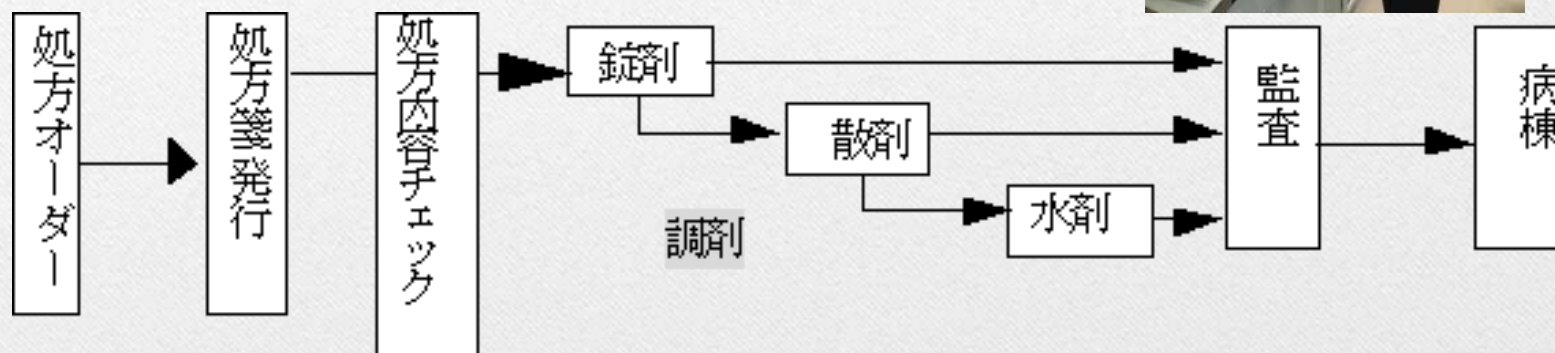 処方オーダー
処方箋発行
処方内容チェック
錠剤
散剤
水剤
調剤
監査
病棟